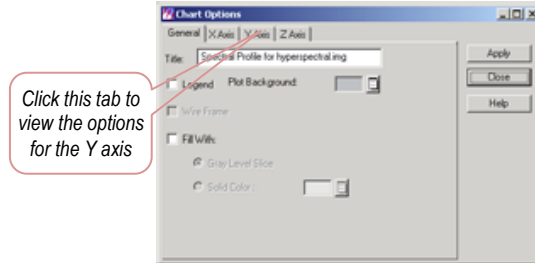 Chart Options
General X Axis Y Axis Z Axis
Title: Spectral Profile for hyperspectral.img
Apply
Legend Plot Background:
Close
Wire Frame
Help
Fill With:
Gray Level Slice
Solid Color:
Click this tab to
view the options
for the Y axis